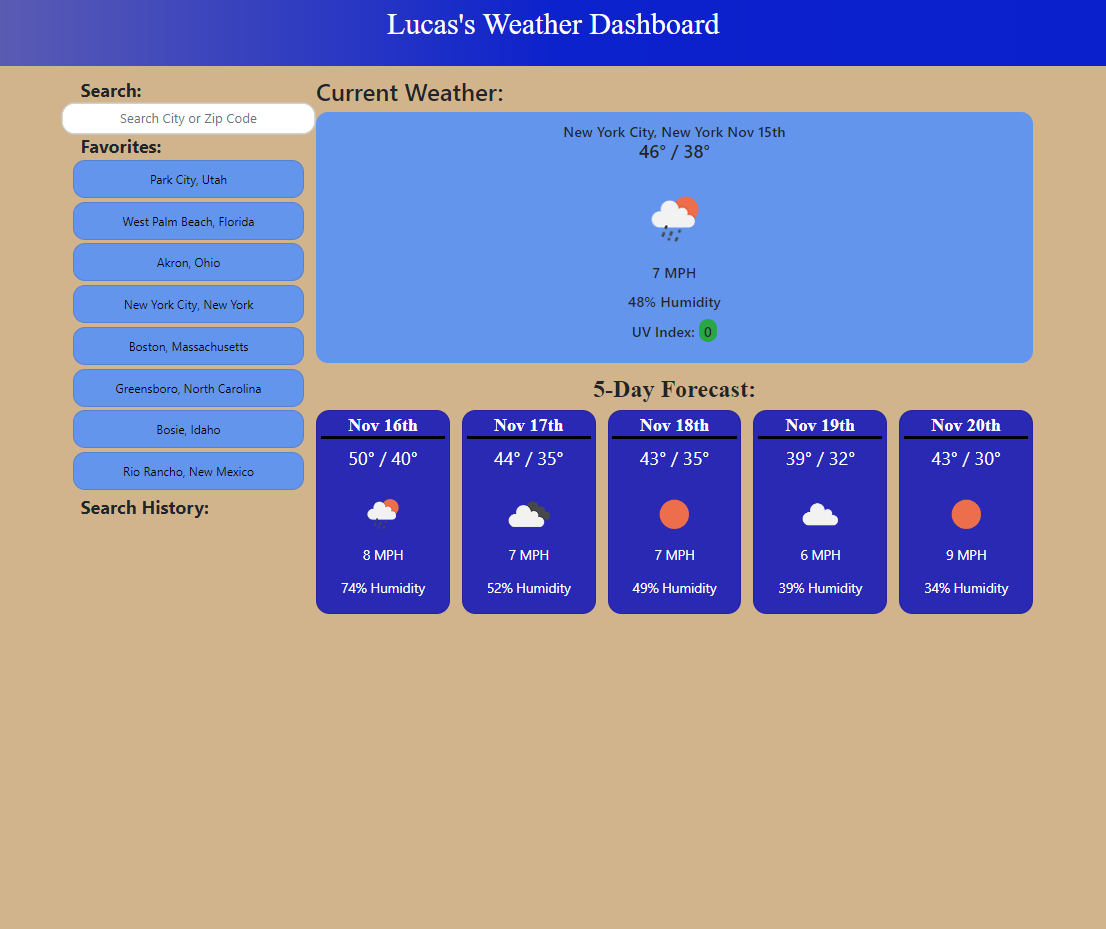 Lucas's Weather Dashboard
Search:
Search City or Zip Code
Favorites:
Park City, Utah
West Palm Beach, Florida
Akron, Ohio
New York City, New York
Boston, Massachusetts
Greensboro, North Carolina
Bosie, Idaho
Rio Rancho, New Mexico
Search History:
Current Weather:
New York City, New York Nov 15th
46° / 38°
7 MPH
48% Humidity
UV Index: 0
5-Day Forecast:
Nov 16th
50° / 40°
8 MPH
74% Humidity
Nov 17th
44° / 35°
7 MPH
52% Humidity
Nov 18th
43° / 35°
7 MPH
49% Humidity
Nov 19th
39° / 32°
6 MPH
39% Humidity
Nov 20th
43° / 30°
9 MPH
34% Humidity